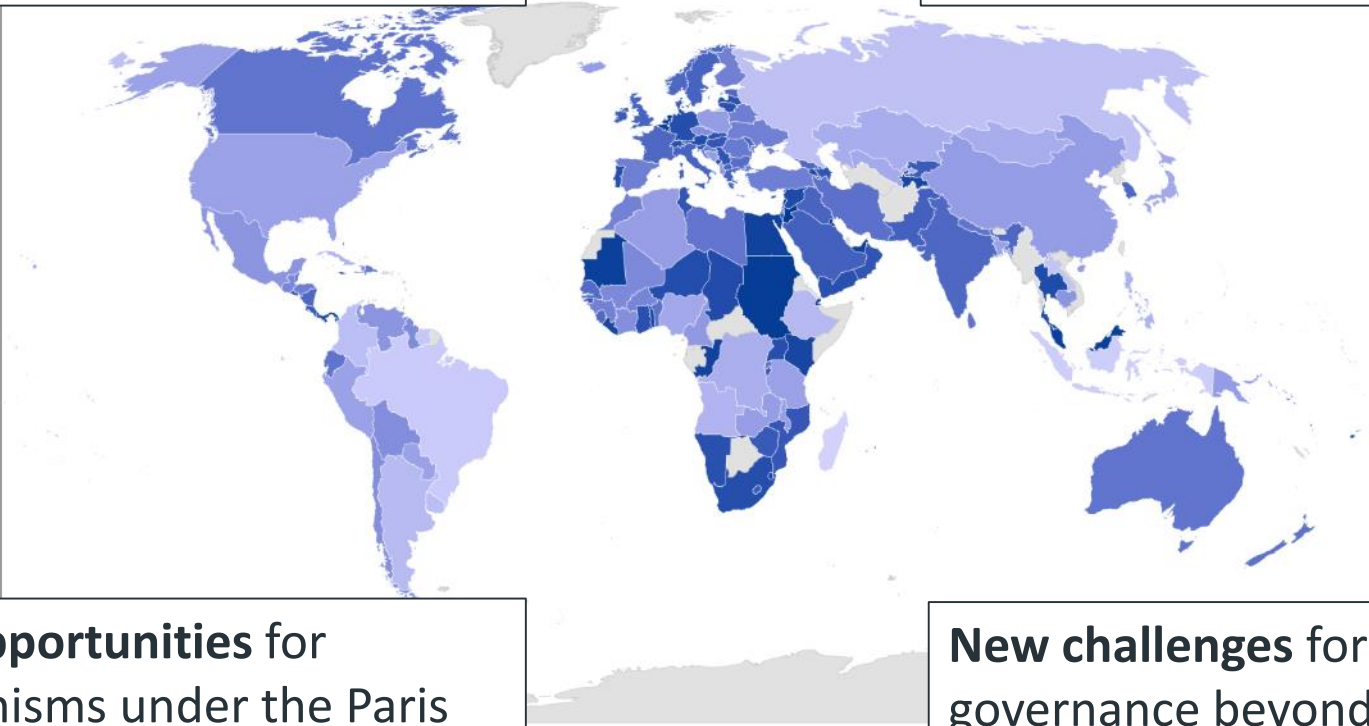 pportunities for
nisms under the Paris
New challenges for
governance beyond